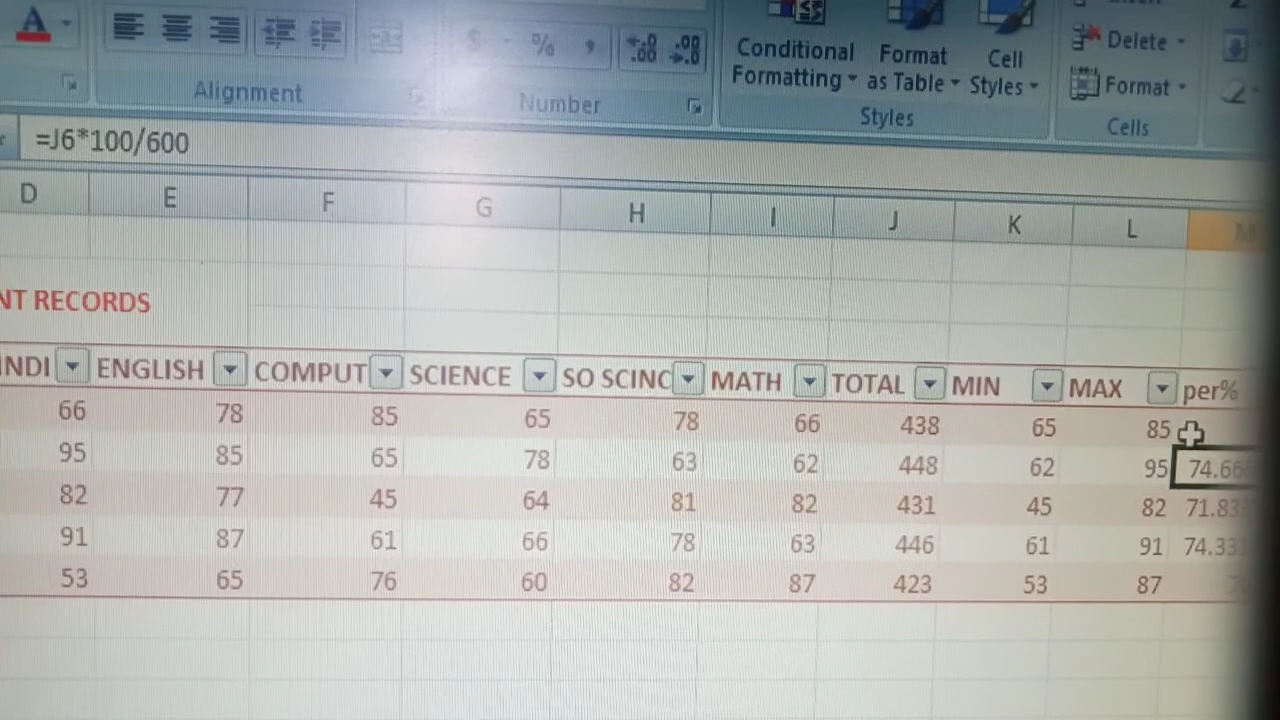 A
$ % ,
Conditional Formatting
Format as Table
Cell Styles
Delete
Format
Alignment
Number
Styles
Cells
=J6*100/600
D E F G H I J K L M
NT RECORDS
INDI ENGLISH COMPUT SCIENCE SO SCINC MATH TOTAL MIN MAX per%
66 78 85 65 78 66 438 65 85
95 85 65 78 63 62 448 62 95 74.66
82 77 45 64 81 82 431 45 82 71.83
91 87 61 66 78 63 446 61 91 74.33
53 65 76 60 82 87 423 53 87